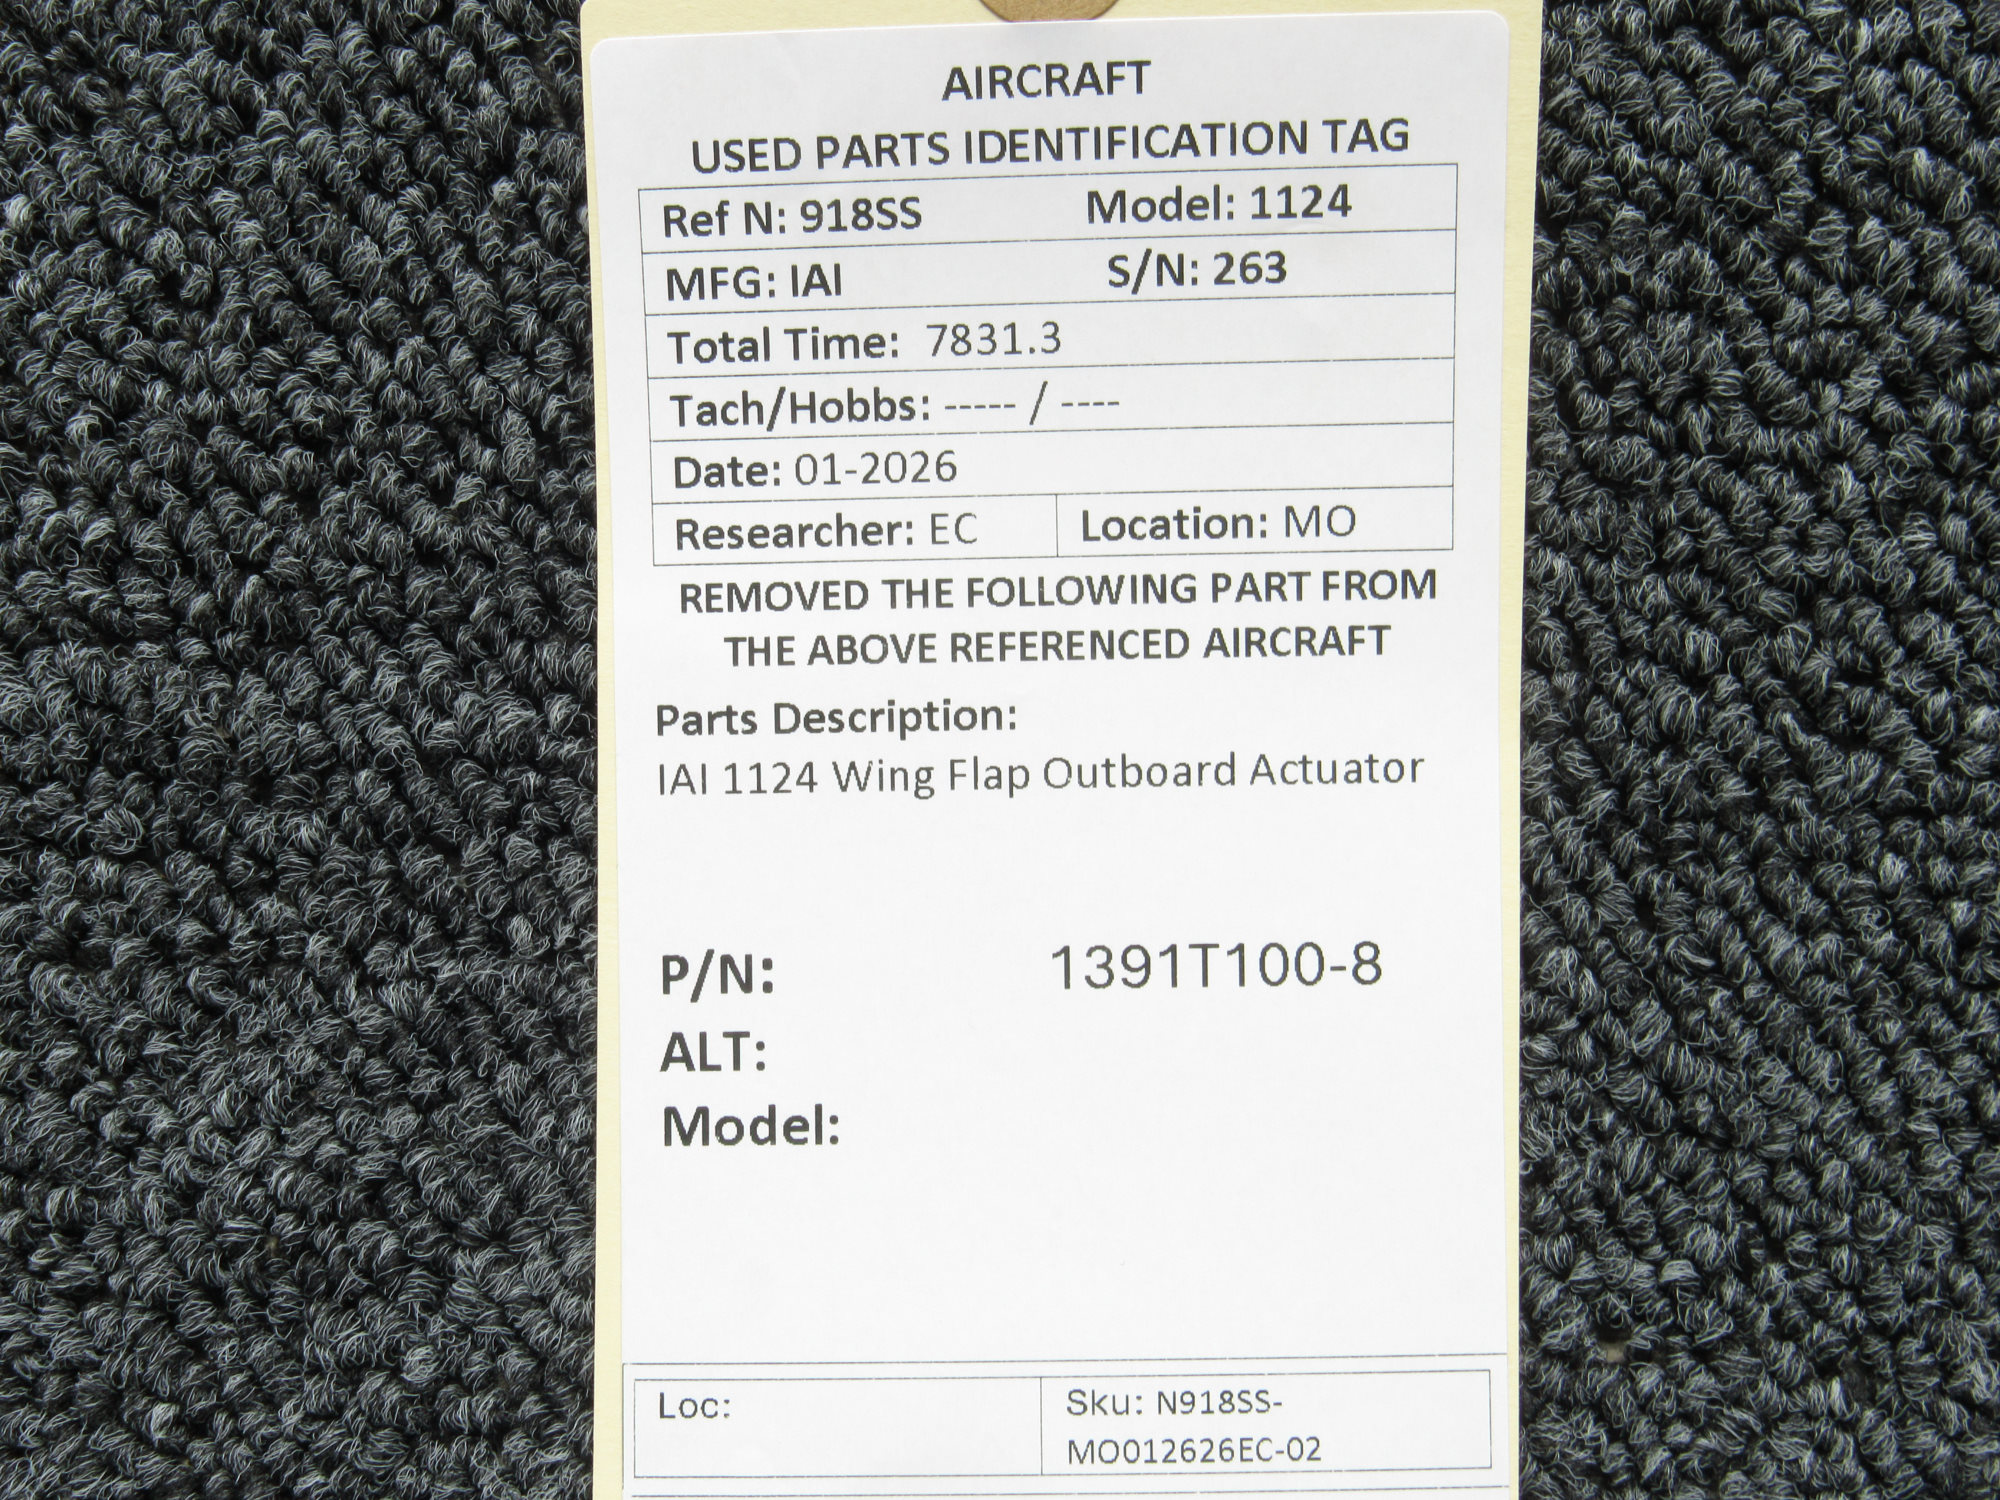 AIRCRAFT
USED PARTS IDENTIFICATION TAG
Ref N: 918SS Model: 1124
MFG: IAI S/N: 263
Total Time: 7831.3
Tach/Hobbs: ----- / ----
Date: 01-2026
Researcher: EC Location: MO
REMOVED THE FOLLOWING PART FROM
THE ABOVE REFERENCED AIRCRAFT
Parts Description:
IAI 1124 Wing Flap Outboard Actuator
P/N: 1391T100-8
ALT:
Model:
Loc: Sku: N918SS-
MO012626EC-02